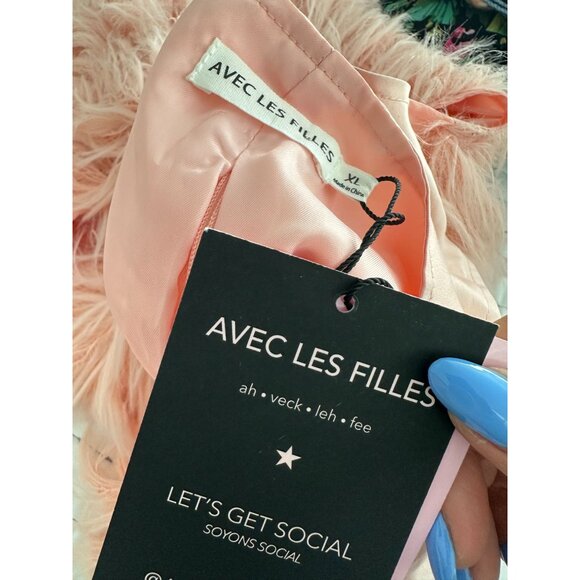 AVEC LES FILLES
XL
Made in China
AVEC LES FILLES
ah • veck • leh • fee
LET'S GET SOCIAL
SOYONS SOCIAL